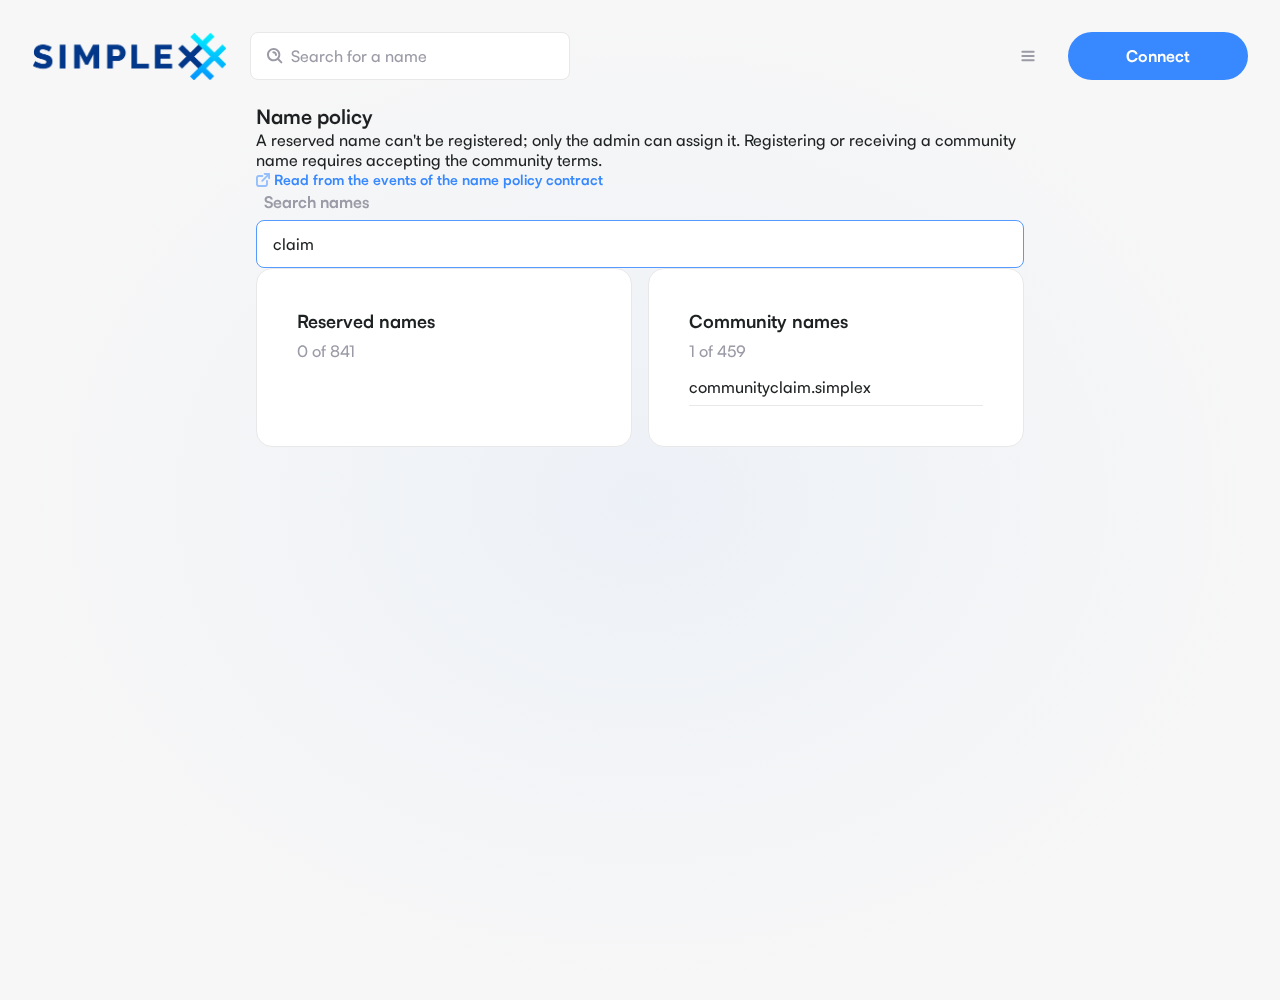 SIMPLEX
Search for a name
Connect
Name policy
A reserved name can't be registered; only the admin can assign it. Registering or receiving a community
name requires accepting the community terms.
Read from the events of the name policy contract
Search names
claim
Reserved names
0 of 841
Community names
1 of 459
communityclaim.simplex